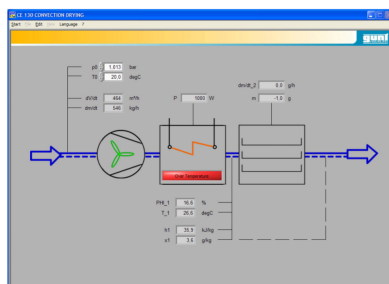 CE 130 CONVECTION DRYING
Start File Edit Setn Language ?
gunt
p0 1,013 bar
T0 20,0 degC
dV/dt 464 m³/h
dm/dt 546 kg/h
P 1000 W
dm/dt_2 0,0 g/h
m -1,0 g
Over Temperature
PHI_1 16,6 %
T_1 26,6 degC
h1 35,9 kJ/kg
x1 3,6 g/kg